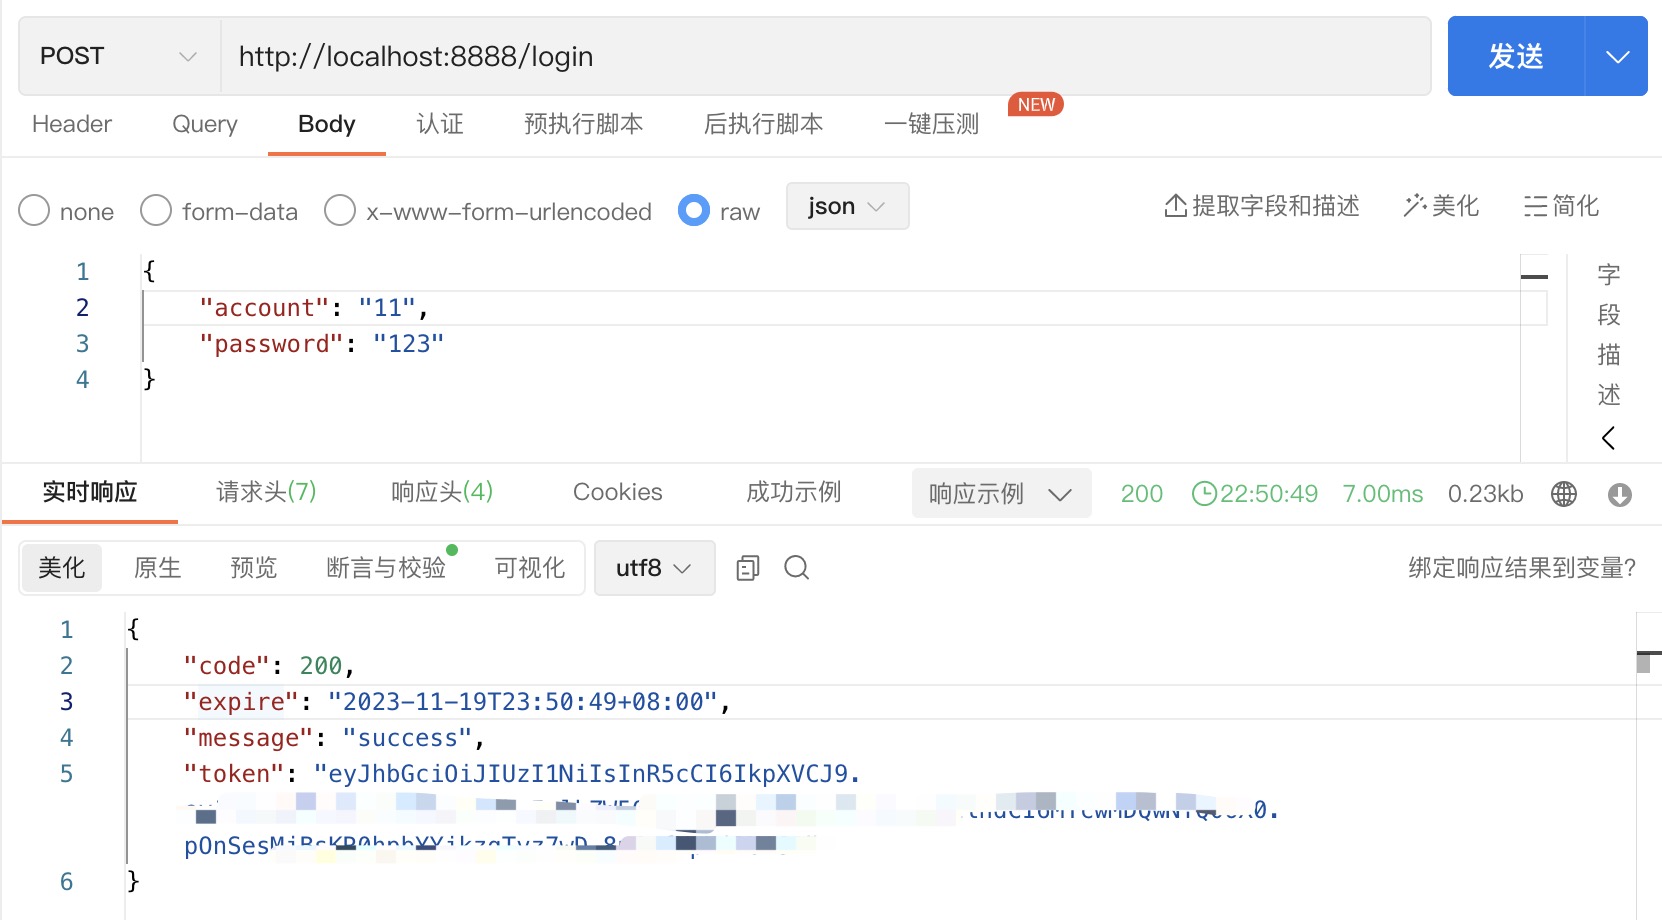 POST http://localhost:8888/login 发送
Header Query Body 认证 预执行脚本 后执行脚本 一键压测 NEW
none form-data x-www-form-urlencoded raw json 提取字段和描述 美化 简化
1 {
2 "account": "11",
3 "password": "123"
4 }
字段描述
实时响应 请求头(7) 响应头(4) Cookies 成功示例 响应示例 200 22:50:49 7.00ms 0.23kb
美化 原生 预览 断言与校验 可视化 utf8 绑定响应结果到变量?
1 {
2 "code": 200,
3 "expire": "2023-11-19T23:50:49+08:00",
4 "message": "success",
5 "token": "eyJhbGciOiJIUzI1NiIsInR5cCI6IkpXVCJ9.
6 }